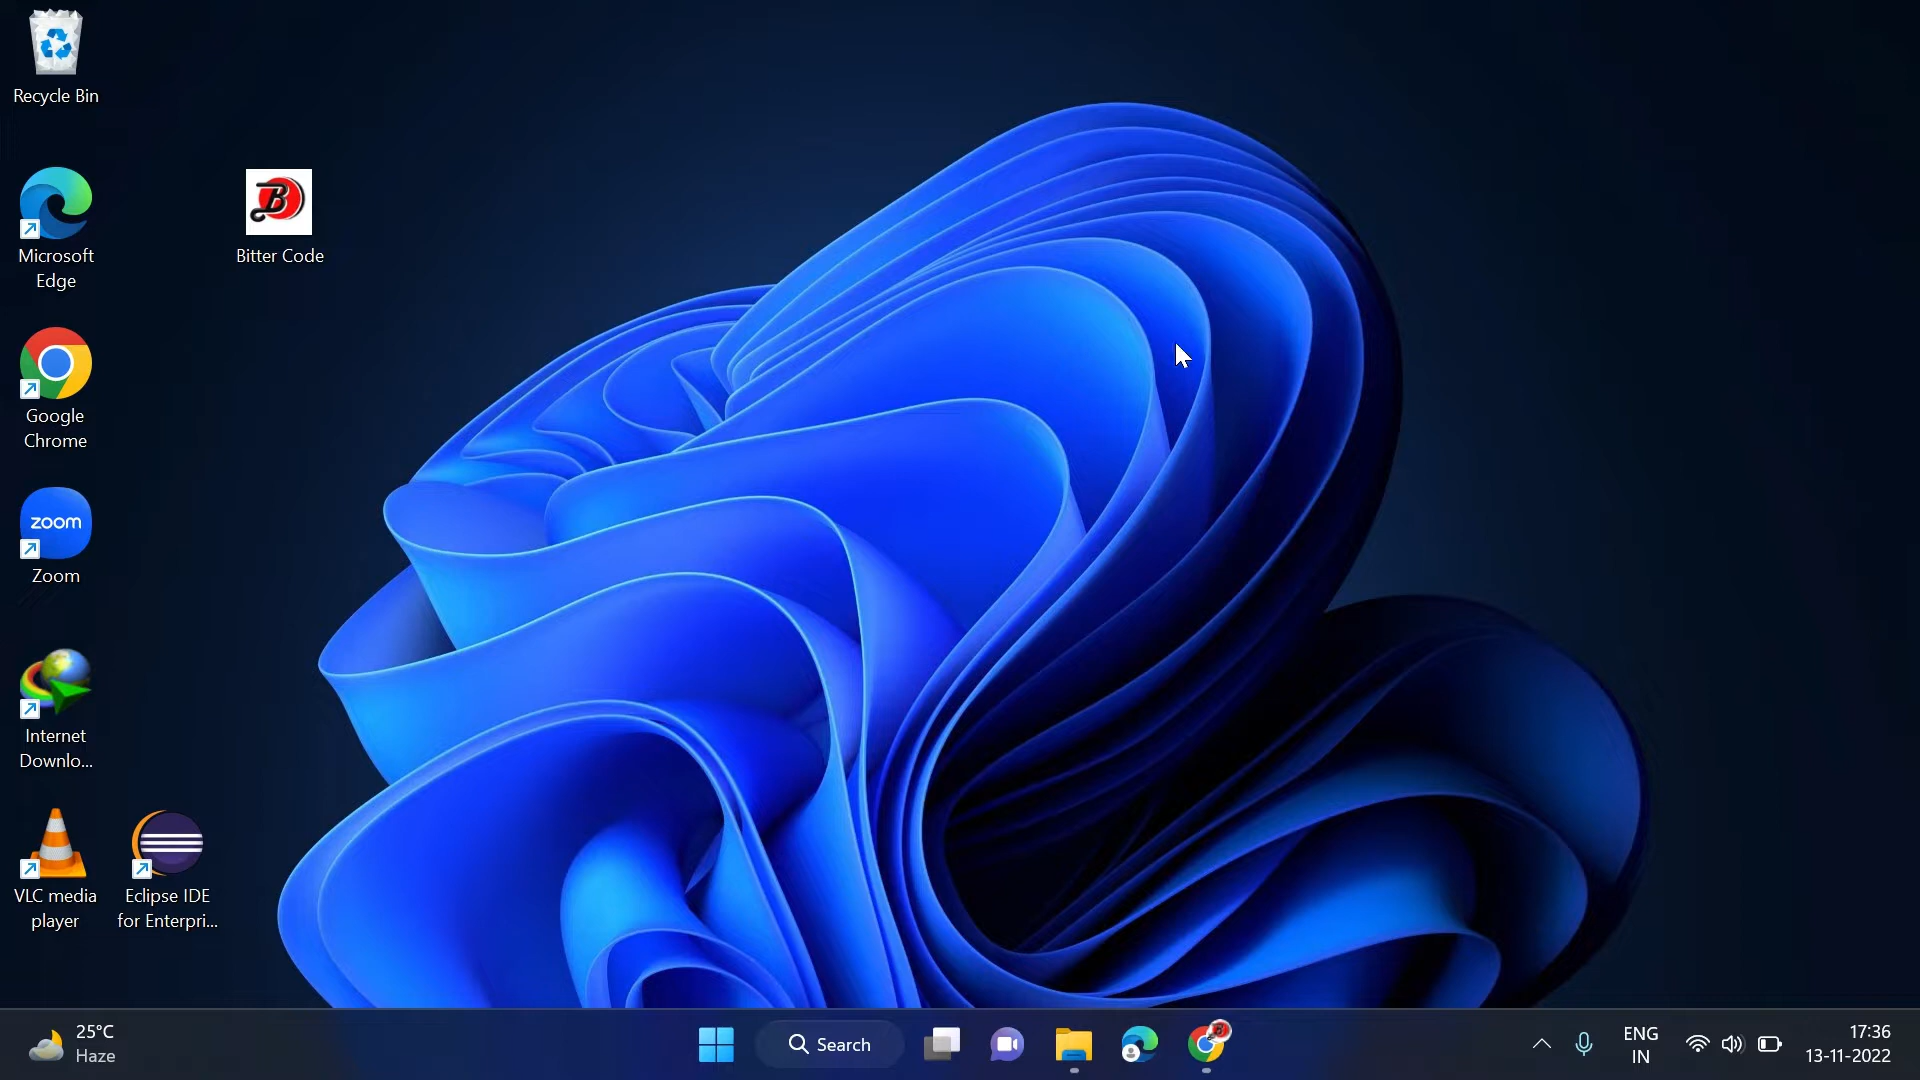 Recycle Bin
Microsoft
Edge
B
Bitter Code
Google
Chrome
zoom
Zoom
Internet
Downlo...
VLC media
player
Eclipse IDE
for Enterpri...
25°C
Haze
Search
ENG
IN
17:36
13-11-2022